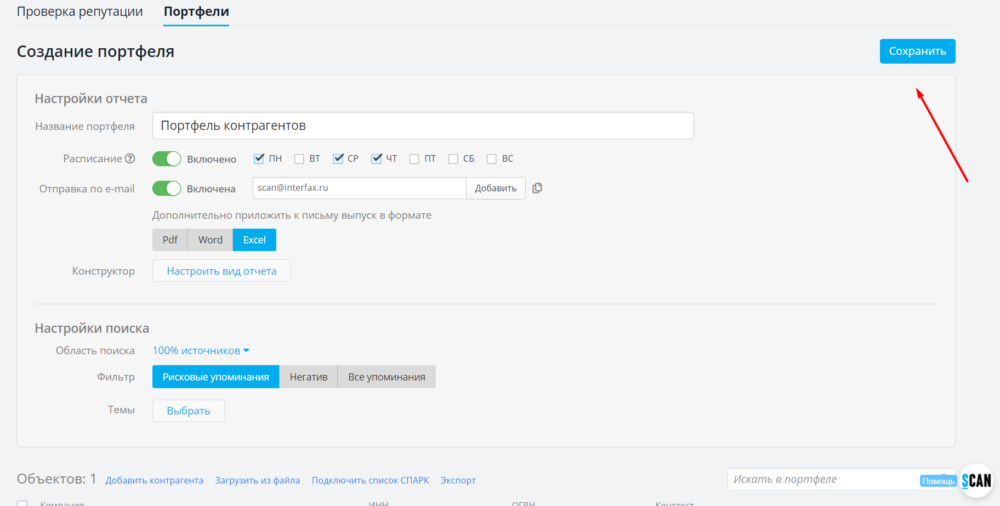 Проверка репутации Портфели
Создание портфеля Сохранить
Настройки отчета
Название портфеля Портфель контрагентов
Расписание ? Включено ПН ВТ СР ЧТ ПТ СБ ВС
Отправка по e-mail Включена scan@interfax.ru Добавить
Дополнительно приложить к письму выпуск в формате
Pdf Word Excel
Конструктор Настроить вид отчета
Настройки поиска
Область поиска 100% источников
Фильтр Рисковые упоминания Негатив Все упоминания
Темы Выбрать
Объектов: 1 Добавить контрагента Загрузить из файла Подключить список СПАРК Экспорт Искать в портфеле Помощь SCAN
Компания ИНН ОГРН Контекст